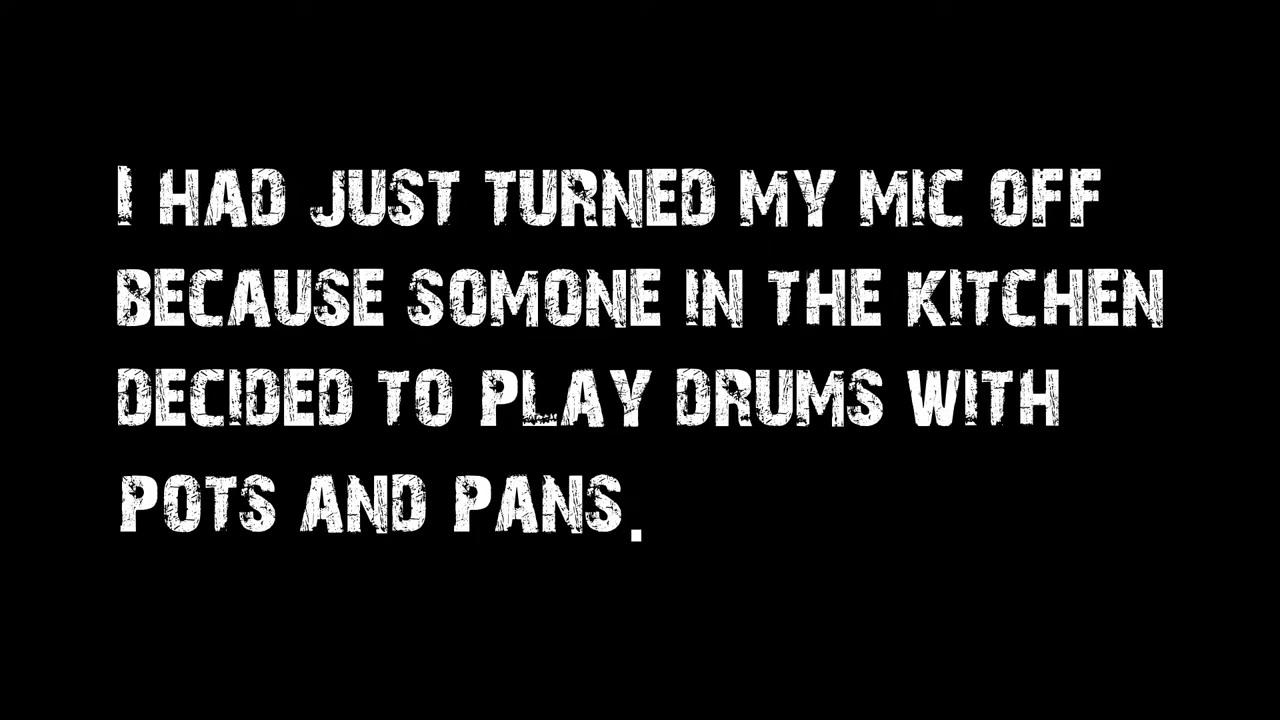 I HAD JUST TURNED MY MIC OFF
BECAUSE SOMONE IN THE KITCHEN
DECIDED TO PLAY DRUMS WITH
POTS AND PANS.